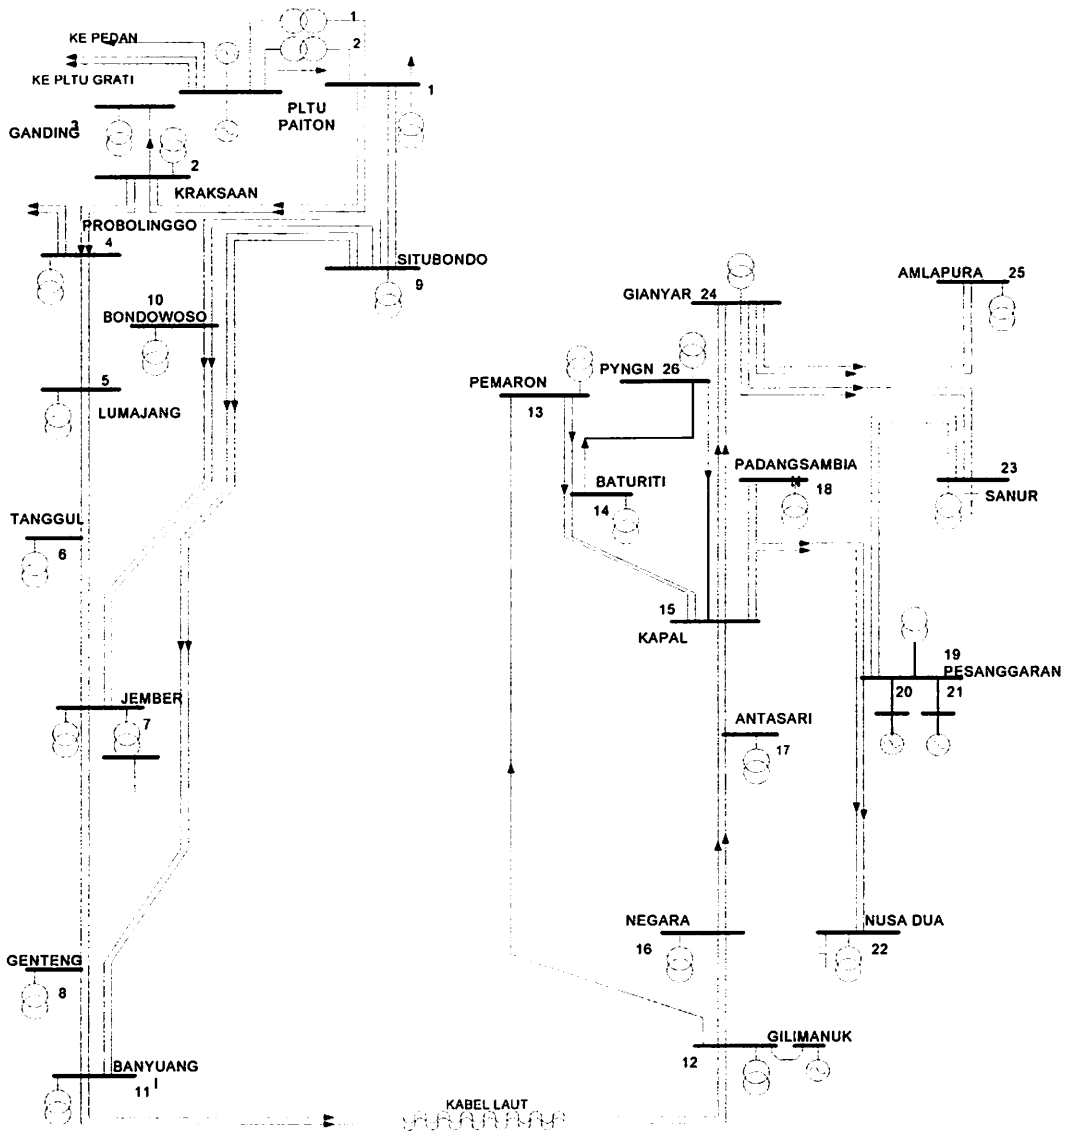 1
KE PEDAN
2
KE PLTU GRATI
1
PLTU
PAITON
GANDING 3
2
KRAKSAAN
PROBOLINGGO
4
SITUBONDO
9
10
BONDOWOSO
5
LUMAJANG
TANGGUL
6
JEMBER
7
GENTENG
8
BANYUANG
I
11
KABEL LAUT
GIANYAR 24
AMLAPURA 25
PYNGN 26
PEMARON
13
PADANGSAMBIA
18
23
SANUR
BATURITI
14
15
KAPAL
19
PESANGGARAN
20
21
ANTASARI
17
NEGARA
16
NUSA DUA
22
GILIMANUK
12